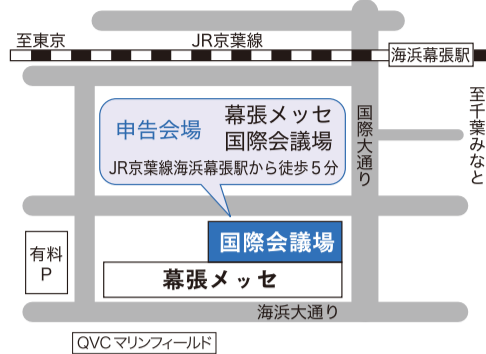 至東京
JR京葉線
海浜幕張駅
至千葉みなと
国際大通り
申告会場
幕張メッセ
国際会議場
JR京葉線海浜幕張駅から徒歩5分
国際会議場
有料
P
幕張メッセ
海浜大通り
QVCマリンフィールド